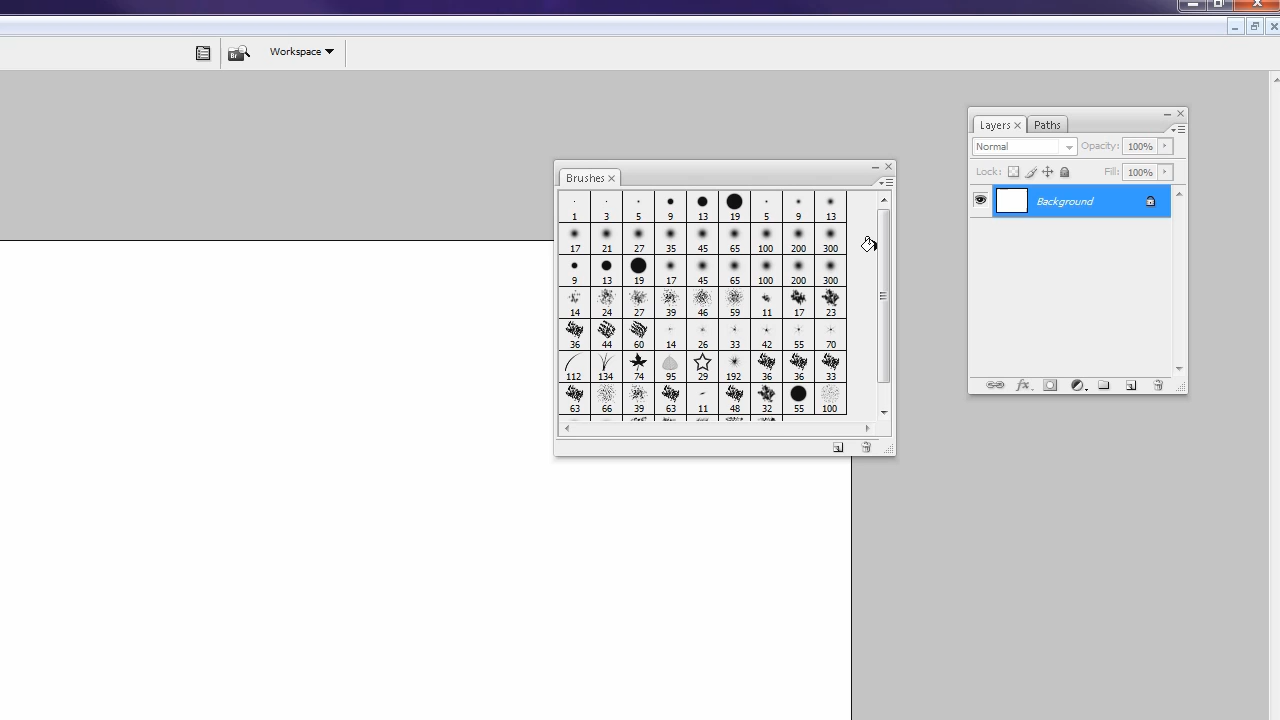 Br
Workspace
Layers
Paths
Normal
Opacity:
100%
Lock:
Fill:
100%
Background
Brushes
1 3 5 9 13 19 5 9 13
17 21 27 35 45 65 100 200 300
9 13 19 17 45 65 100 200 300
14 24 27 39 46 59 11 17 23
36 44 60 14 26 33 42 55 70
112 134 74 95 29 192 36 36 33
63 66 39 63 11 48 32 55 100